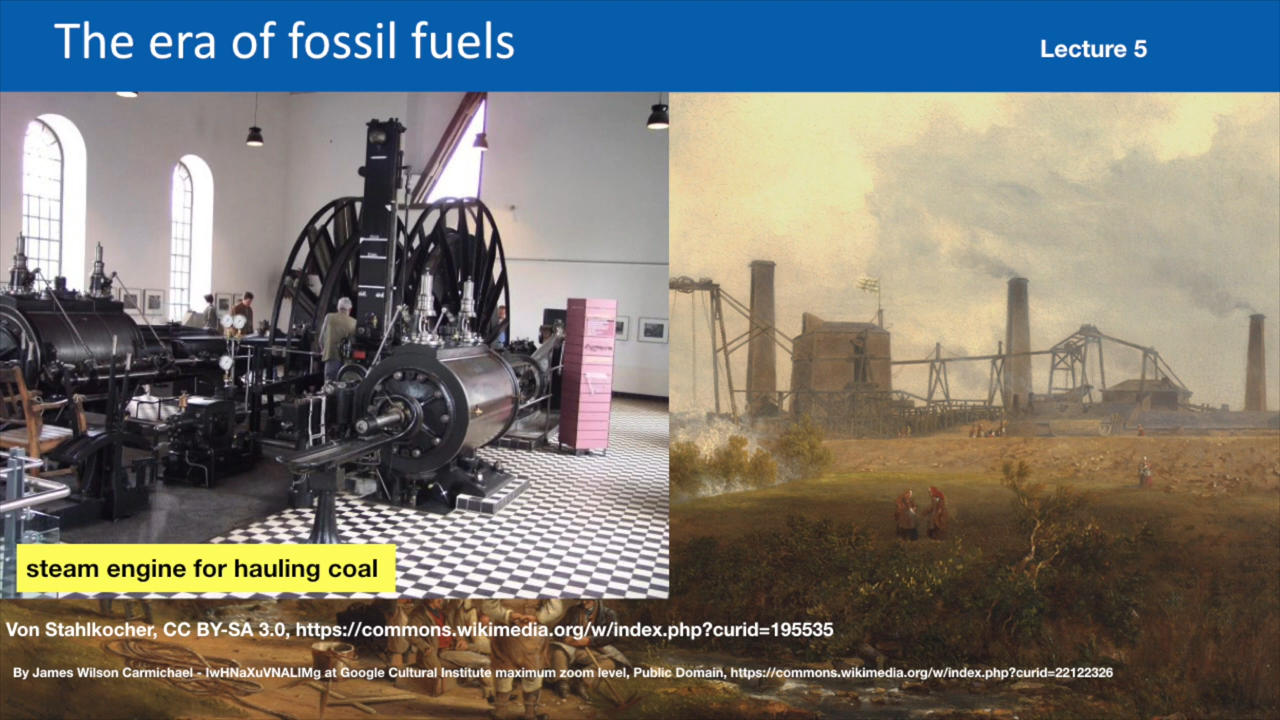 The era of fossil fuels
Lecture 5
steam engine for hauling coal
Von Stahlkocher, CC BY-SA 3.0, https://commons.wikimedia.org/w/index.php?curid=195535
By James Wilson Carmichael - IwHNaXuVNALIMg at Google Cultural Institute maximum zoom level, Public Domain, https://commons.wikimedia.org/w/index.php?curid=22122326